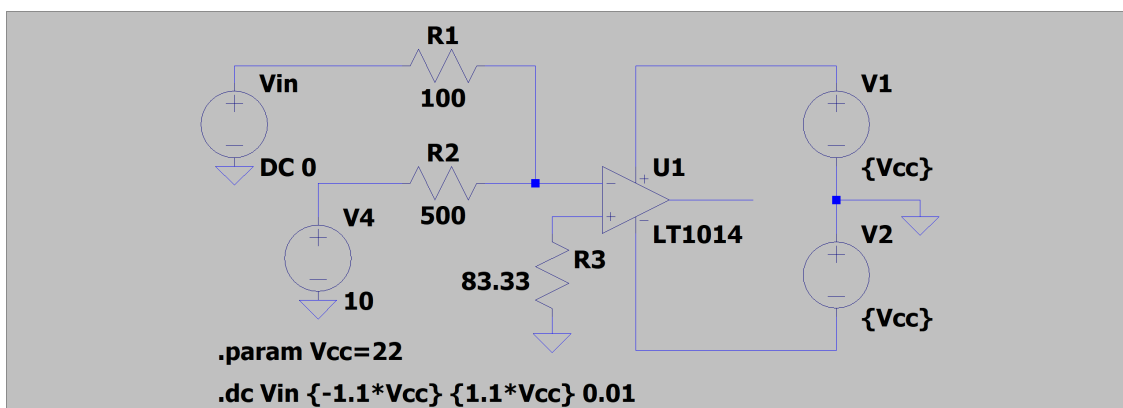 R1
Vin
V1
100
R2
DC 0
U1
{Vcc}
V4
500
LT1014
V2
R3
83.33
10
{Vcc}
.param Vcc=22
.dc Vin {-1.1*Vcc} {1.1*Vcc} 0.01